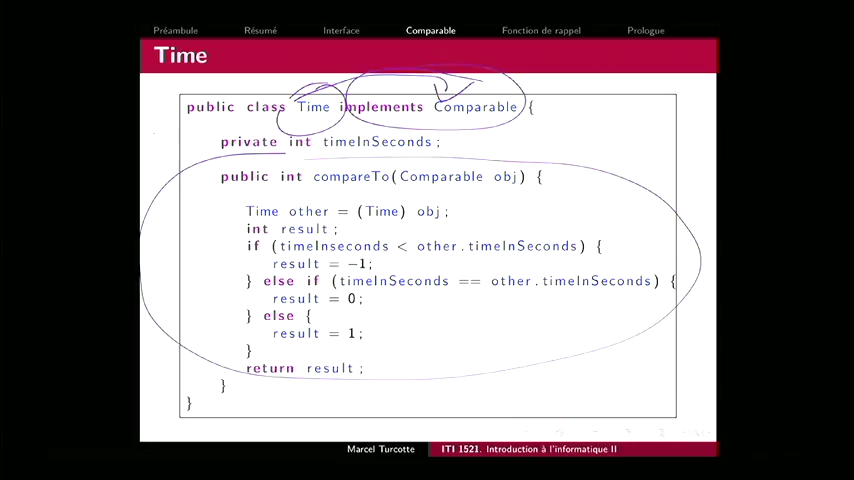 Préambule Résumé Interface Comparable Fonction de rappel Prologue
Time
public class Time implements Comparable {
private int timeInSeconds;
public int compareTo(Comparable obj) {
Time other = (Time) obj;
int result;
if (timeInseconds < other.timeInSeconds) {
result = -1;
} else if (timeInSeconds == other.timeInSeconds) {
result = 0;
} else {
result = 1;
}
return result;
}
}
Marcel Turcotte ITI 1521. Introduction à l'informatique II